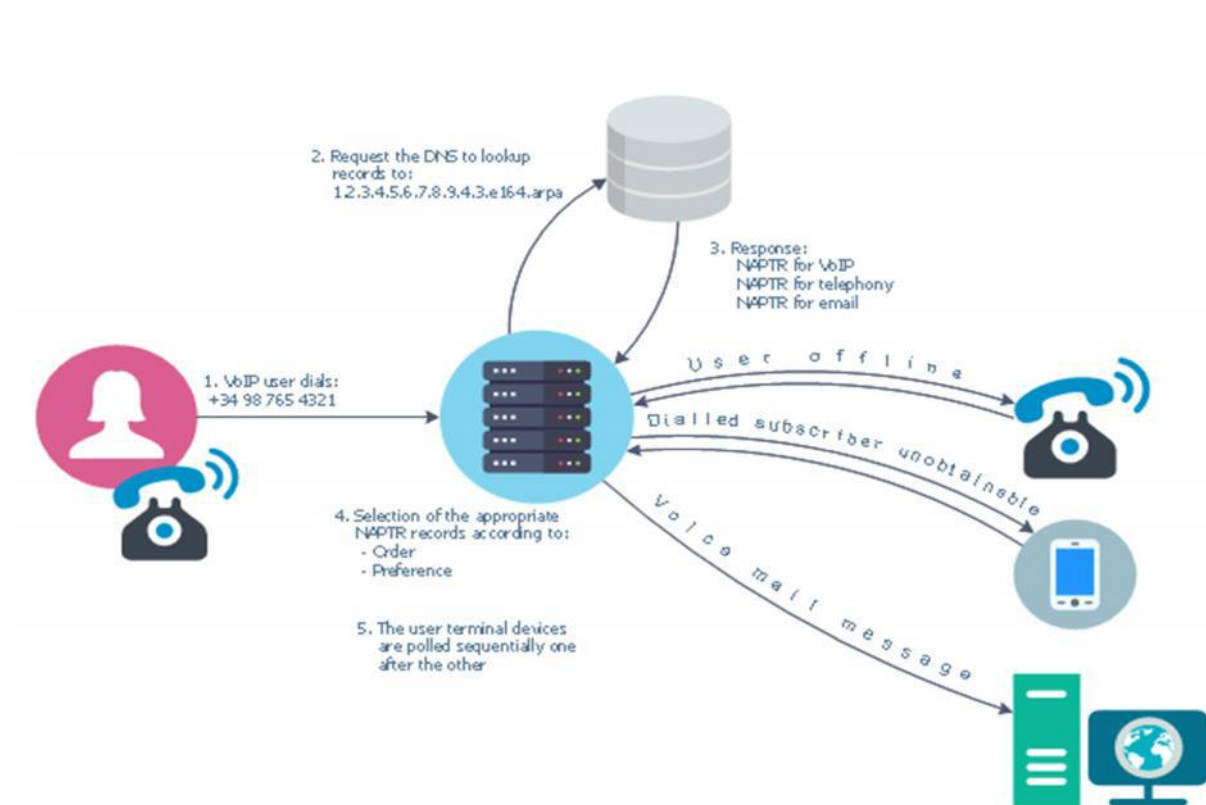 2. Request the DNS to lookup
records to:
1.2.3.4.5.6.7.8.9.4.3.e164.arpa
3. Response:
NAPTR for VoIP
NAPTR for telephony
NAPTR for email
1. VoIP user dials:
+34 98 765 4321
User offline
Dialled subscriber unobtainable
Voice mail message
4. Selection of the appropriate
NAPTR records according to:
- Order
- Preference
5. The user terminal devices
are polled sequentially one
after the other